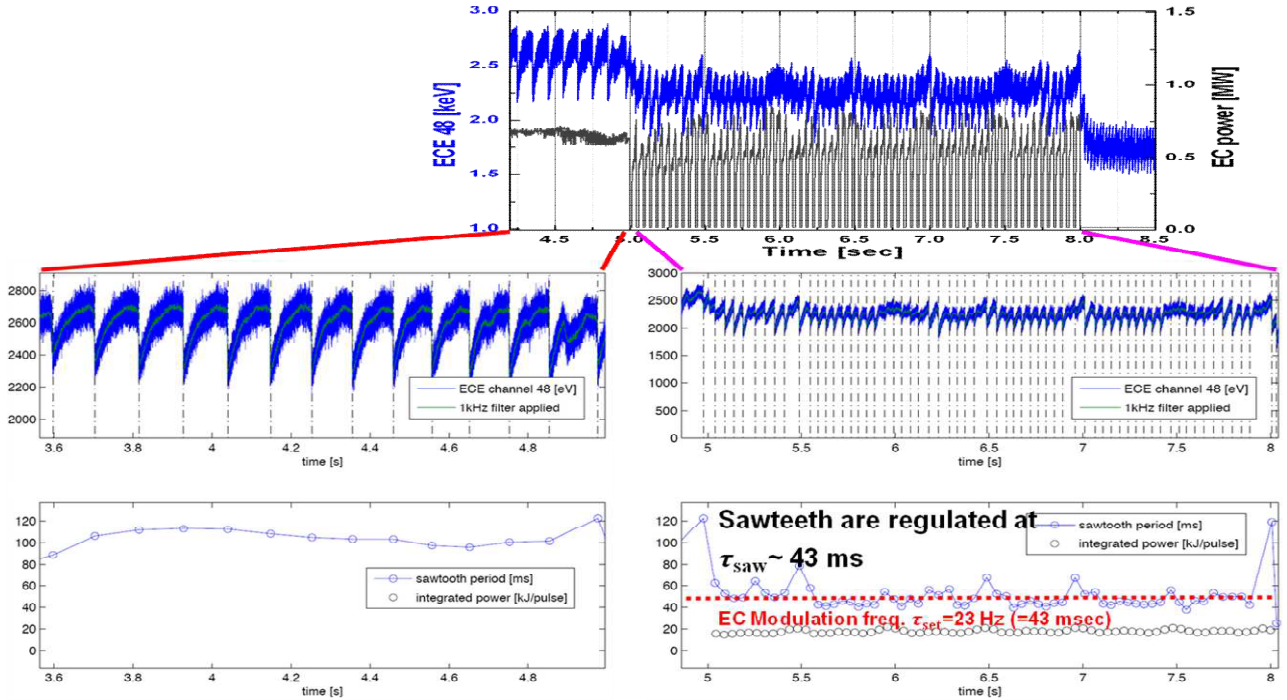 3.0
2.5
2.0
1.5
1.0
ECE 48 [keV]
1.5
1.0
0.5
0.0
EC power [MW]
4.5 5.0 5.5 6.0 6.5 7.0 7.5 8.0 8.5
Time [sec]
2800
2600
2400
2200
2000
ECE channel 48 [eV]
1kHz filter applied
3.6 3.8 4 4.2 4.4 4.6 4.8
time [s]
3000
2500
2000
1500
1000
500
0
ECE channel 48 [eV]
1kHz filter applied
5 5.5 6 6.5 7 7.5 8
time [s]
120
100
80
60
40
20
0
sawtooth period [ms]
integrated power [kJ/pulse]
3.6 3.8 4 4.2 4.4 4.6 4.8
time [s]
120
100
80
60
40
20
0
Sawteeth are regulated at
τsaw~ 43 ms
sawtooth period [ms]
integrated power [kJ/pulse]
EC Modulation freq. τset=23 Hz (=43 msec)
5 5.5 6 6.5 7 7.5 8
time [s]